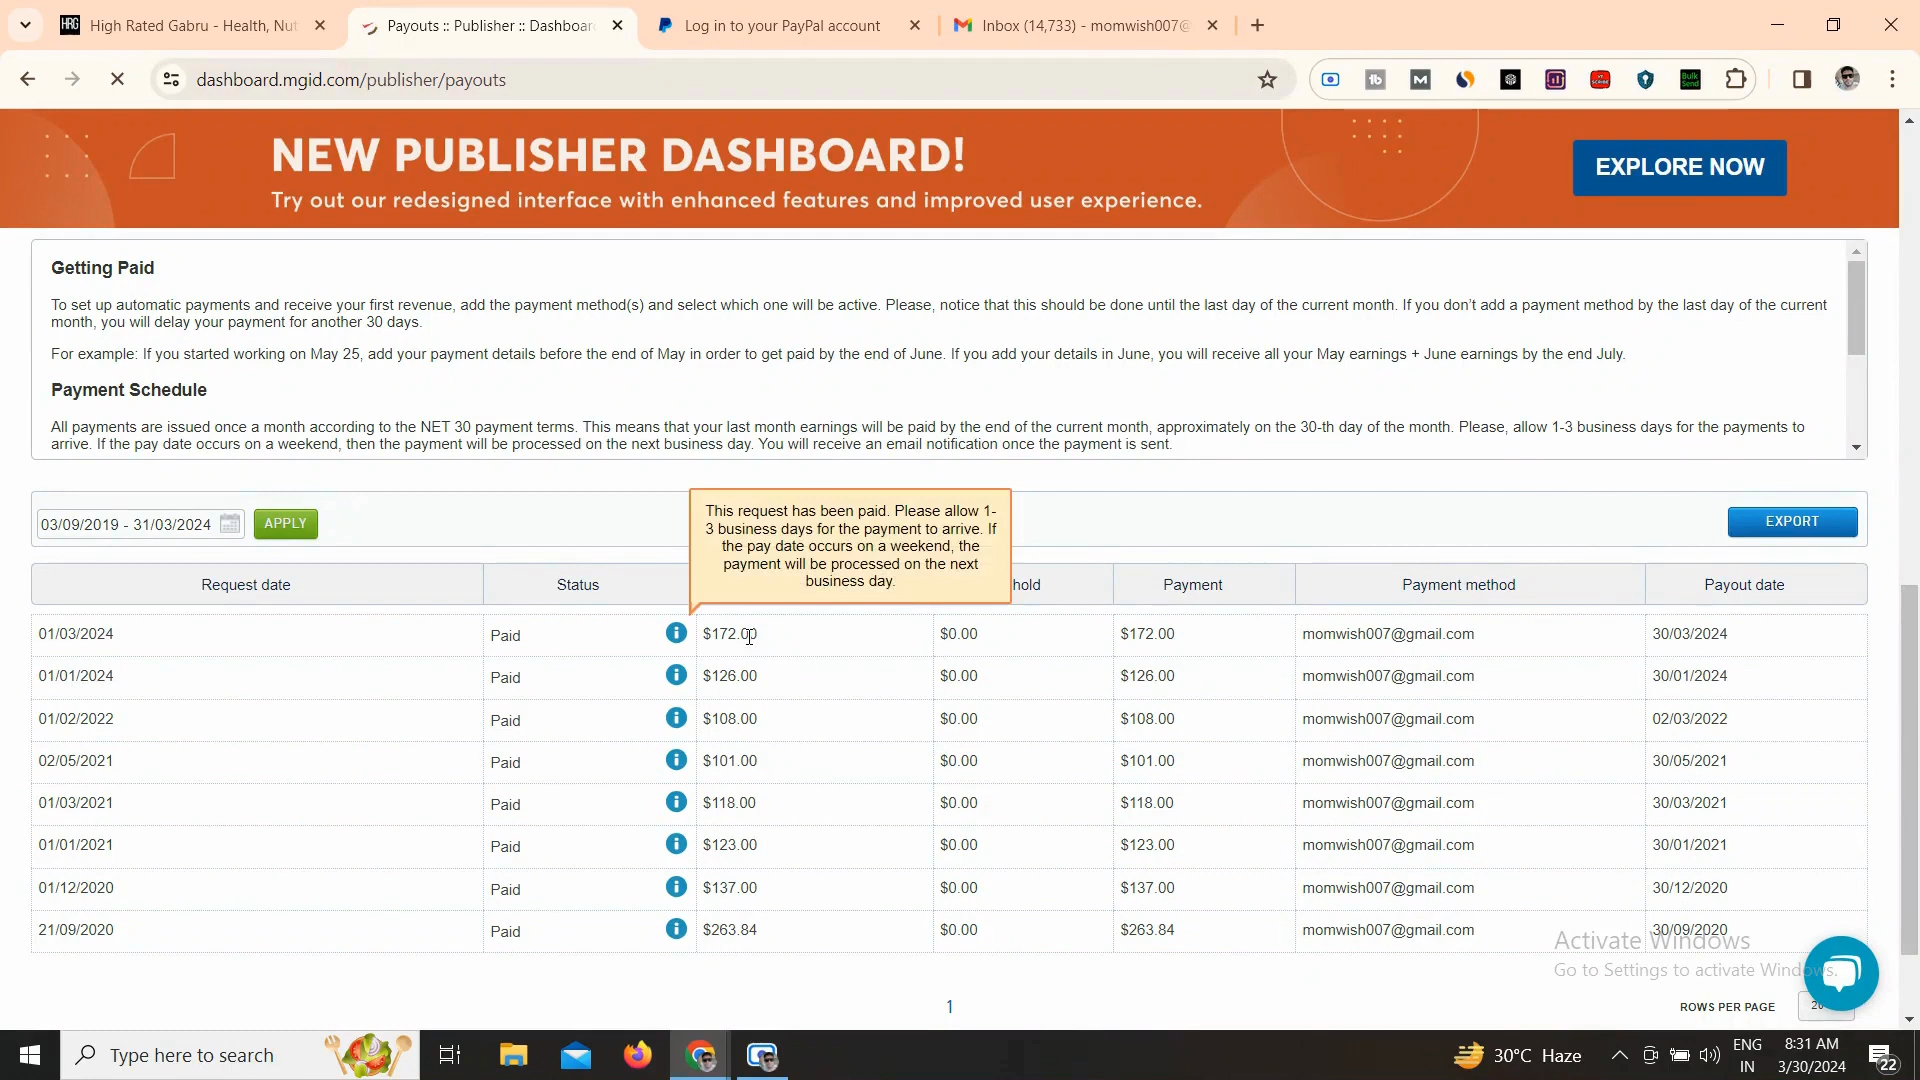 High Rated Gabru - Health, Nut
Payouts :: Publisher :: Dashboar
Log in to your PayPal account
Inbox (14,733) - momwish007@
dashboard.mgid.com/publisher/payouts
NEW PUBLISHER DASHBOARD!
Try out our redesigned interface with enhanced features and improved user experience.
EXPLORE NOW
Getting Paid
To set up automatic payments and receive your first revenue, add the payment method(s) and select which one will be active. Please, notice that this should be done until the last day of the current month. If you don't add a payment method by the last day of the current
month, you will delay your payment for another 30 days.
For example: If you started working on May 25, add your payment details before the end of May in order to get paid by the end of June. If you add your details in June, you will receive all your May earnings + June earnings by the end July.
Payment Schedule
All payments are issued once a month according to the NET 30 payment terms. This means that your last month earnings will be paid by the end of the current month, approximately on the 30-th day of the month. Please, allow 1-3 business days for the payments to
arrive. If the pay date occurs on a weekend, then the payment will be processed on the next business day. You will receive an email notification once the payment is sent.
03/09/2019 - 31/03/2024
APPLY
EXPORT
This request has been paid. Please allow 1-
3 business days for the payment to arrive. If
the pay date occurs on a weekend, the
payment will be processed on the next
business day.
Request date Status hold Payment Payment method Payout date
01/03/2024 Paid $172.00 $0.00 $172.00 momwish007@gmail.com 30/03/2024
01/01/2024 Paid $126.00 $0.00 $126.00 momwish007@gmail.com 30/01/2024
01/02/2022 Paid $108.00 $0.00 $108.00 momwish007@gmail.com 02/03/2022
02/05/2021 Paid $101.00 $0.00 $101.00 momwish007@gmail.com 30/05/2021
01/03/2021 Paid $118.00 $0.00 $118.00 momwish007@gmail.com 30/03/2021
01/01/2021 Paid $123.00 $0.00 $123.00 momwish007@gmail.com 30/01/2021
01/12/2020 Paid $137.00 $0.00 $137.00 momwish007@gmail.com 30/12/2020
21/09/2020 Paid $263.84 $0.00 $263.84 momwish007@gmail.com 30/09/2020
Activate Windows
Go to Settings to activate Windows.
1
ROWS PER PAGE
Type here to search
30°C Haze
ENG
IN
8:31 AM
3/30/2024
22